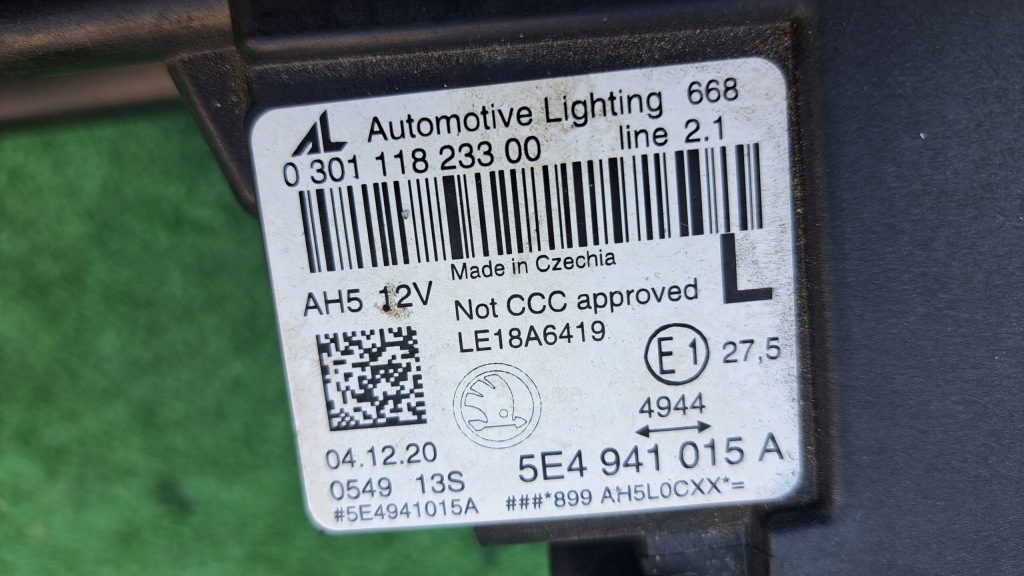 AL Automotive Lighting 668
0 301 118 233 00 line 2.1
Made in Czechia
L
AH5 12V
Not CCC approved
LE18A6419
E1 27,5
4944
04.12.20
5E4 941 015 A
0549 13S
#5E4941015A
###*899 AH5L0CXX*=